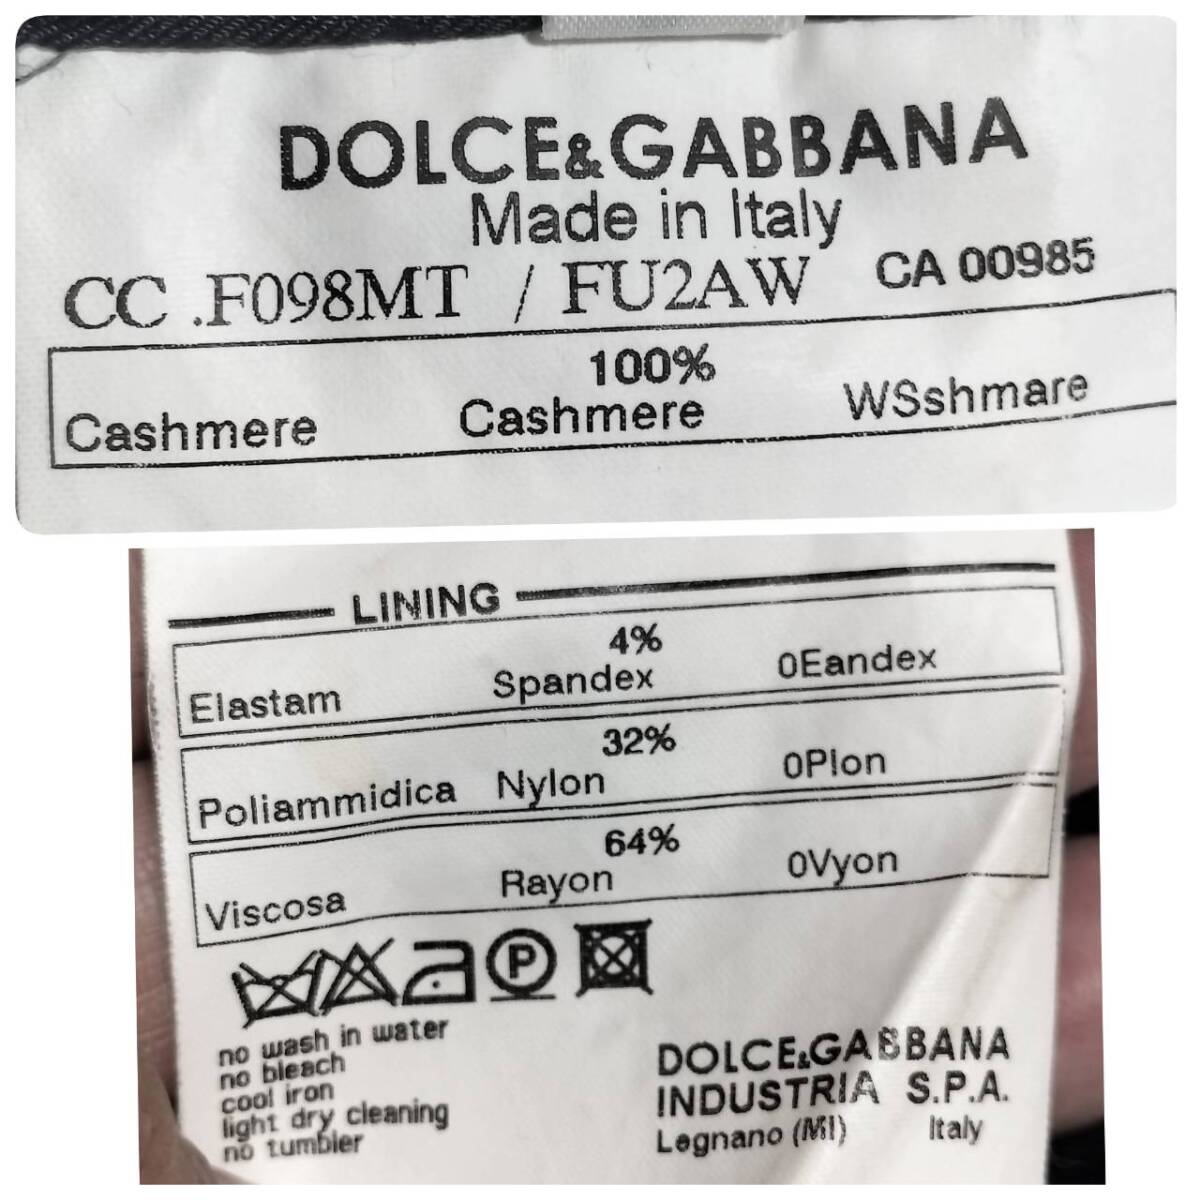 DOLCE&GABBANA
Made in Italy
CC .F098MT / FU2AW CA 00985
100%
Cashmere Cashmere WSshmare
LINING
4%
Elastam Spandex 0Eandex
32%
Poliammidica Nylon 0Plon
64%
Viscosa Rayon 0Vyon
P
no wash in water
no bleach
cool iron
light dry cleaning
no tumbler
DOLCE&GABBANA
INDUSTRIA S.P.A.
Legnano (MI) Italy